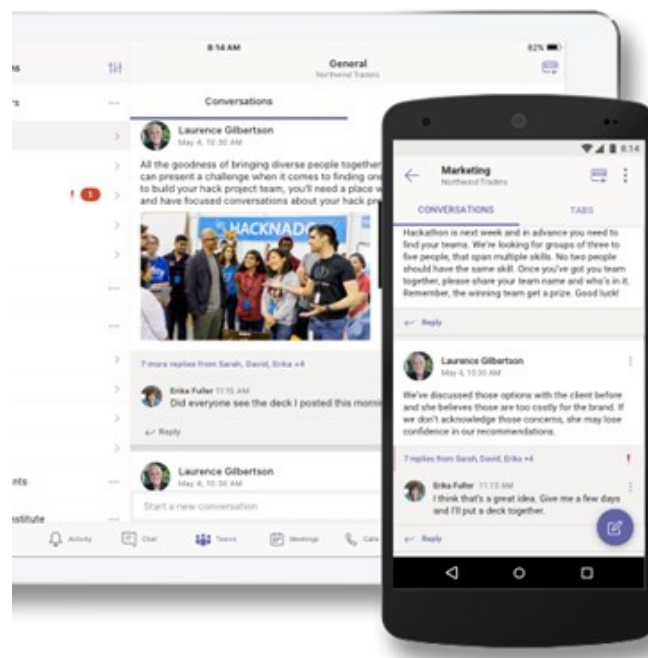 8:14 AM
82%
General
Northwind Traders
Conversations
Laurence Gilbertson
May 4, 10:30 AM
All the goodness of bringing diverse people together
can present a challenge when it comes to finding one
to build your hack project team, you'll need a place w
and have focused conversations about your hack pr
HACKNADO
7 more replies from Sarah, David, Erika +4
Erika Fuller 11:15 AM
Did everyone see the deck I posted this mornin
Reply
Laurence Gilbertson
May 4, 10:30 AM
Start a new conversation
1
ents
stitute
Activity
Chat
Teams
Meetings
Calls
8:14
Marketing
Northwind Traders
CONVERSATIONS
TABS
Hackathon is next week and in advance you need to
find your teams. We're looking for groups of three to
five people, that span multiple skills. No two people
should have the same skill. Once you've got you team
together, please share your team name and who's in it.
Remember, the winning team get a prize. Good luck!
Reply
Laurence Gilbertson
May 4, 10:30 AM
We've discussed those options with the client before
and she believes those are too costly for the brand. If
we don't acknowledge those concerns, she may lose
confidence in our recommendations.
7 replies from Sarah, David, Erika +4
Erika Fuller 11:15 AM
I think that's a great idea. Give me a few days
and I'll put a deck together.
Reply